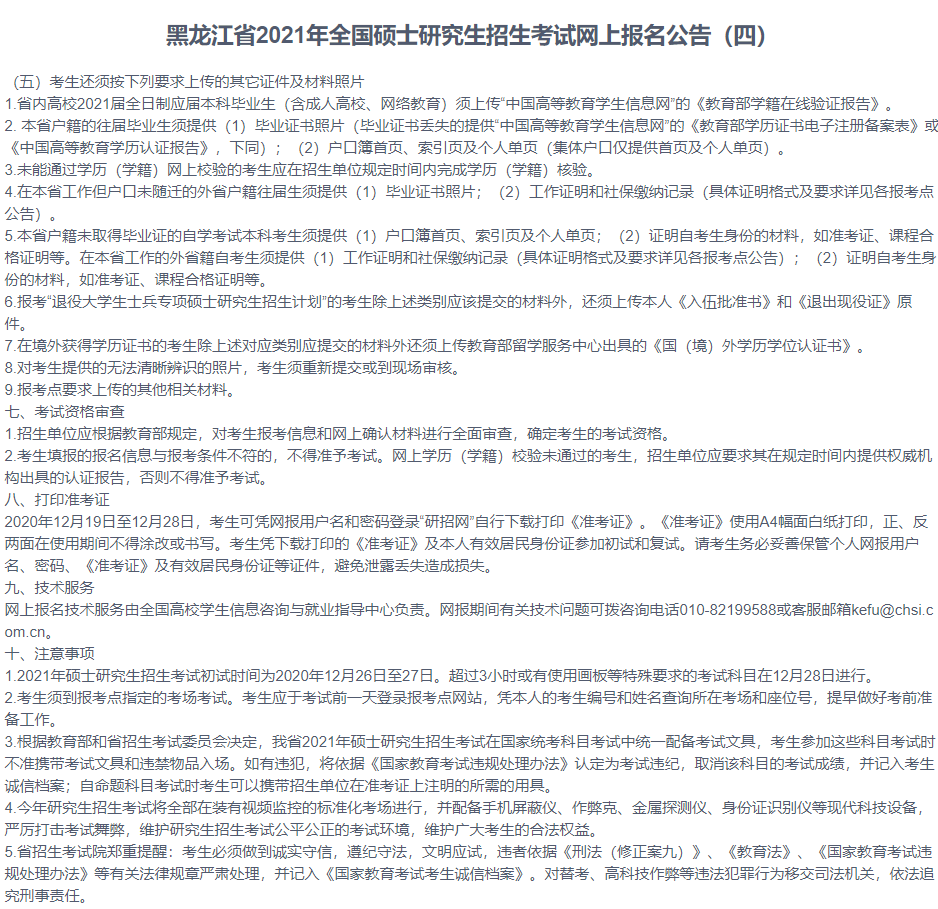 黑龙江省2021年全国硕士研究生招生考试网上报名公告（四）
（五）考生还须按下列要求上传的其它证件及材料照片
1.省内高校2021届全日制应届本科毕业生（含成人高校、网络教育）须上传“中国高等教育学生信息网”的《教育部学籍在线验证报告》。
2. 本省户籍的往届毕业生须提供（1）毕业证书照片（毕业证书丢失的提供“中国高等教育学生信息网”的《教育部学历证书电子注册备案表》或
《中国高等教育学历认证报告》，下同）；（2）户口簿首页、索引页及个人单页（集体户口仅提供首页及个人单页）。
3.未能通过学历（学籍）网上校验的考生应在招生单位规定时间内完成学历（学籍）核验。
4.在本省工作但户口未随迁的外省户籍往届生须提供（1）毕业证书照片；（2）工作证明和社保缴纳记录（具体证明格式及要求详见各报考点
公告）。
5.本省户籍未取得毕业证的自学考试本科考生须提供（1）户口簿首页、索引页及个人单页；（2）证明自考生身份的材料，如准考证、课程合
格证明等。在本省工作的外省籍自考生须提供（1）工作证明和社保缴纳记录（具体证明格式及要求详见各报考点公告）；（2）证明自考生身
份的材料，如准考证、课程合格证明等。
6.报考“退役大学生士兵专项硕士研究生招生计划”的考生除上述类别应该提交的材料外，还须上传本人《入伍批准书》和《退出现役证》原
件。
7.在境外获得学历证书的考生除上述对应类别应提交的材料外还须上传教育部留学服务中心出具的《国（境）外学历学位认证书》。
8.对考生提供的无法清晰辨识的照片，考生须重新提交或到现场审核。
9.报考点要求上传的其他相关材料。
七、考试资格审查
1.招生单位应根据教育部规定，对考生报考信息和网上确认材料进行全面审查，确定考生的考试资格。
2.考生填报的报名信息与报考条件不符的，不得准予考试。网上学历（学籍）校验未通过的考生，招生单位应要求其在规定时间内提供权威机
构出具的认证报告，否则不得准予考试。
八、打印准考证
2020年12月19日至12月28日，考生可凭网报用户名和密码登录“研招网”自行下载打印《准考证》。《准考证》使用A4幅面白纸打印，正、反
两面在使用期间不得涂改或书写。考生凭下载打印的《准考证》及本人有效居民身份证参加初试和复试。请考生务必妥善保管个人网报用户
名、密码、《准考证》及有效居民身份证等证件，避免泄露丢失造成损失。
九、技术服务
网上报名技术服务由全国高校学生信息咨询与就业指导中心负责。网报期间有关技术问题可拨咨询电话010-82199588或客服邮箱kefu@chsi.c
om.cn。
十、注意事项
1.2021年硕士研究生招生考试初试时间为2020年12月26日至27日。超过3小时或有使用画板等特殊要求的考试科目在12月28日进行。
2.考生须到报考点指定的考场考试。考生应于考试前一天登录报考点网站，凭本人的考生编号和姓名查询所在考场和座位号，提早做好考前准
备工作。
3.根据教育部和省招生考试委员会决定，我省2021年硕士研究生招生考试在国家统考科目考试中统一配备考试文具，考生参加这些科目考试时
不准携带考试文具和违禁物品入场。如有违犯，将依据《国家教育考试违规处理办法》认定为考试违纪，取消该科目的考试成绩，并记入考生
诚信档案；自命题科目考试时考生可以携带招生单位在准考证上注明的所需的用具。
4.今年研究生招生考试将全部在装有视频监控的标准化考场进行，并配备手机屏蔽仪、作弊克、金属探测仪、身份证识别仪等现代科技设备，
严厉打击考试舞弊，维护研究生招生考试公平公正的考试环境，维护广大考生的合法权益。
5.省招生考试院郑重提醒：考生必须做到诚实守信，遵纪守法，文明应试，违者依据《刑法（修正案九）》、《教育法》、《国家教育考试违
规处理办法》等有关法律规章严肃处理，并记入《国家教育考试考生诚信档案》。对替考、高科技作弊等违法犯罪行为移交司法机关，依法追
究刑事责任。